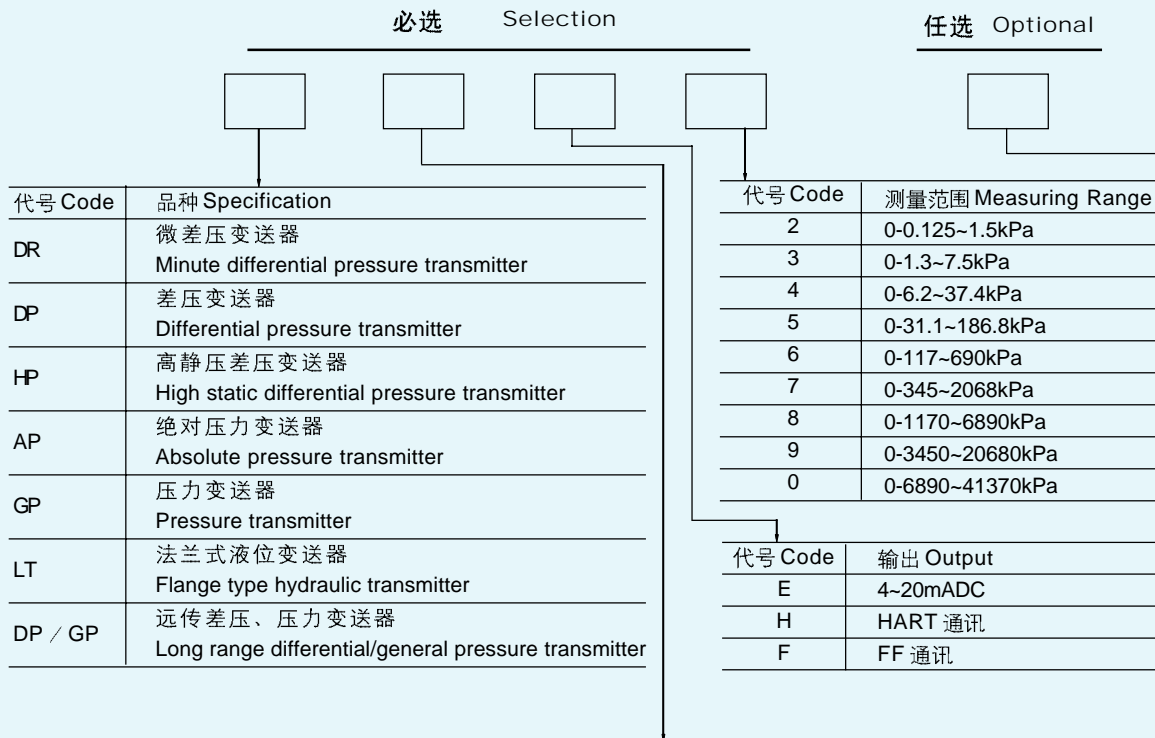 必选 Selection
任选 Optional
代号 Code 品种 Specification
DR 微差压变送器
Minute differential pressure transmitter
DP 差压变送器
Differential pressure transmitter
HP 高静压差压变送器
High static differential pressure transmitter
AP 绝对压力变送器
Absolute pressure transmitter
GP 压力变送器
Pressure transmitter
LT 法兰式液位变送器
Flange type hydraulic transmitter
DP / GP 远传差压、压力变送器
Long range differential/general pressure transmitter
代号 Code 测量范围 Measuring Range
2 0-0.125~1.5kPa
3 0-1.3~7.5kPa
4 0-6.2~37.4kPa
5 0-31.1~186.8kPa
6 0-117~690kPa
7 0-345~2068kPa
8 0-1170~6890kPa
9 0-3450~20680kPa
0 0-6890~41370kPa
代号 Code 输出 Output
E 4~20mADC
H HART 通讯
F FF 通讯